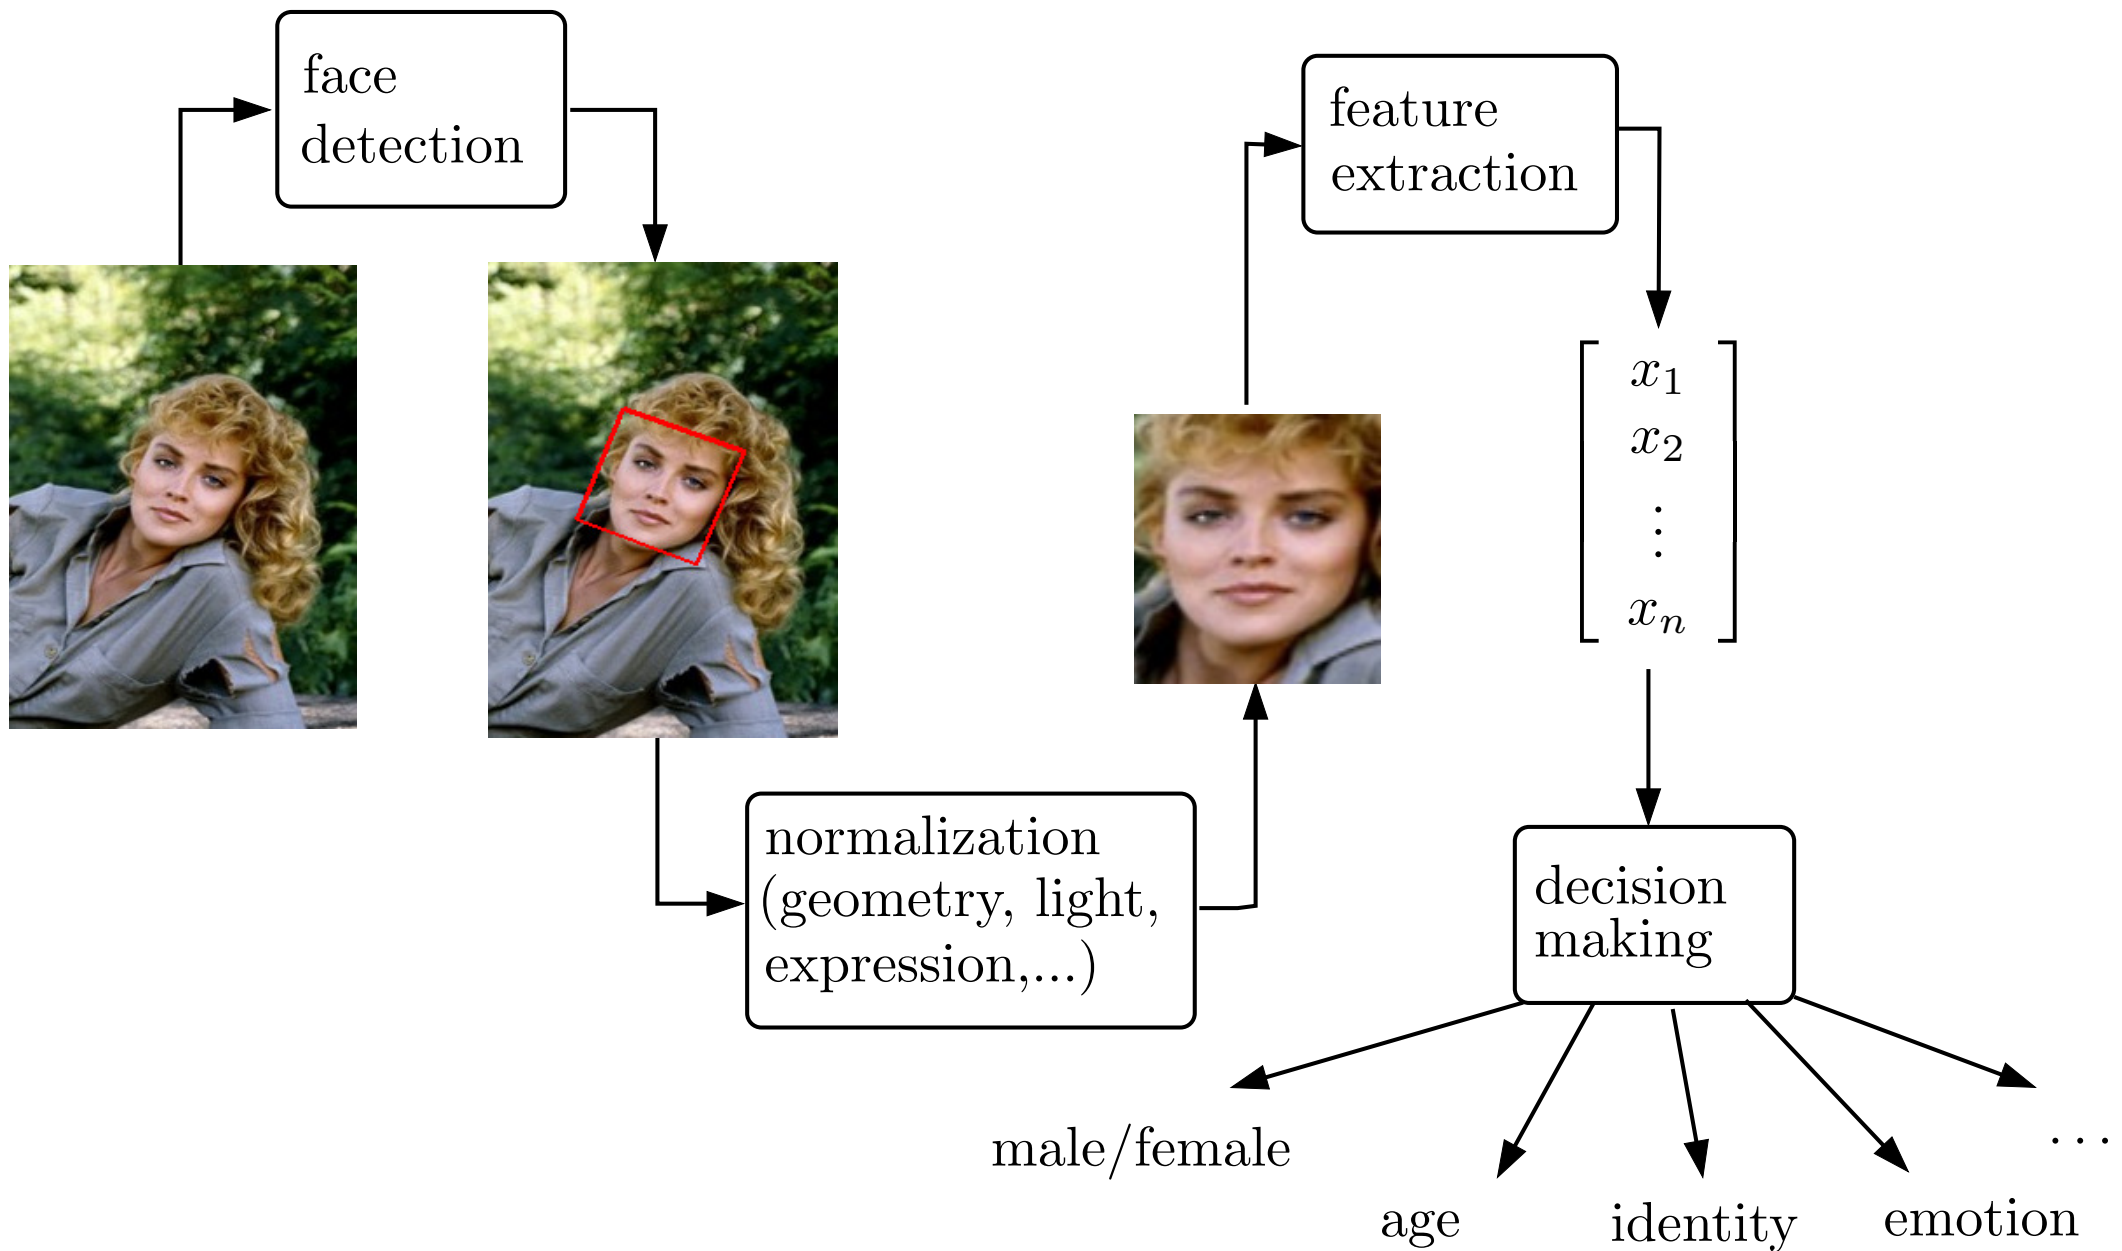 face
detection
normalization
(geometry, light,
expression,...)
feature
extraction
x₁
x₂
⋮
xₙ
decision
making
male/female
age
identity
emotion
...